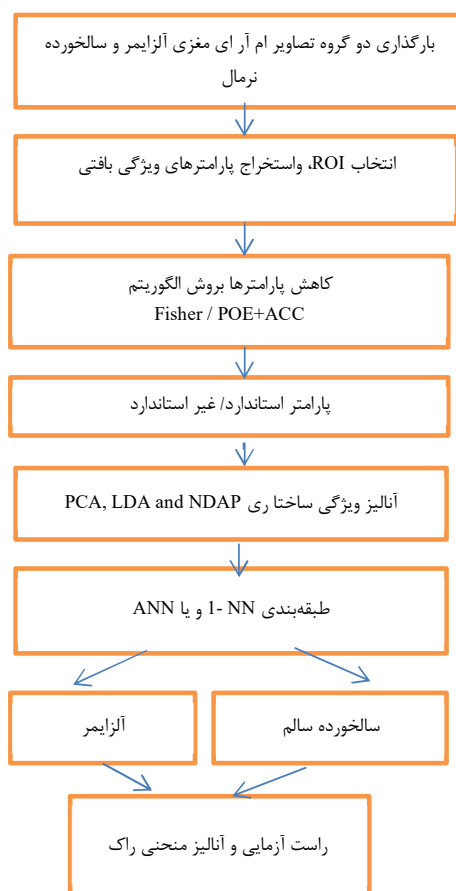 بارگذاری دو گروه تصاویر ام آر ای مغزی آلزایمر و سالخورده
نرمال
انتخاب ROI، واستخراج پارامترهای ویژگی بافتی
کاهش پارامترها بروش الگوریتم
Fisher / POE+ACC
پارامتر استاندارد/ غیر استاندارد
آنالیز ویژگی ساختا ری PCA, LDA and NDAP
طبقه‌بندی 1- NN و یا ANN
سالخورده سالم
آلزایمر
راست آزمایی و آنالیز منحنی راک